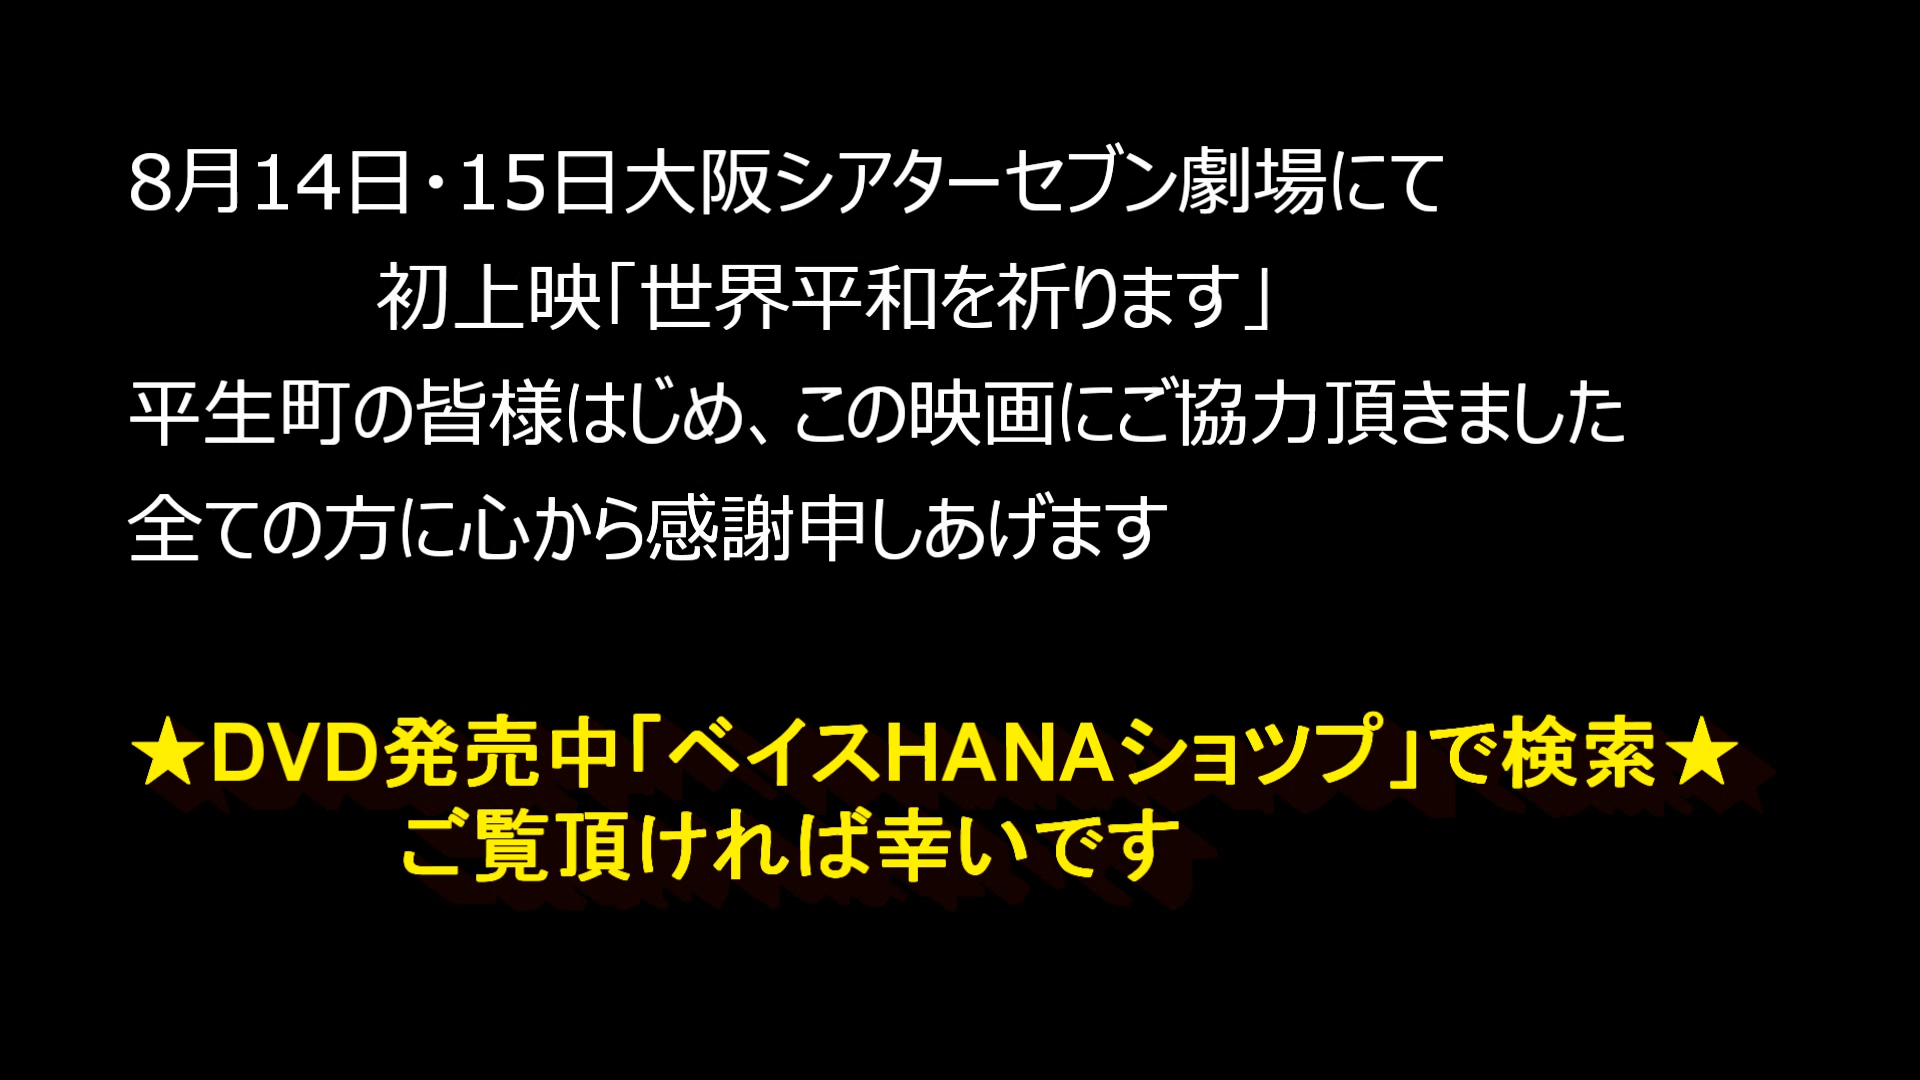 8月14日・15日大阪シアターセブン劇場にて
初上映「世界平和を祈ります」
平生町の皆様はじめ、この映画にご協力頂きました
全ての方に心から感謝申しあげます
★DVD発売中「ベイスHANAショツプ」で検索★
ご覧頂ければ幸いです